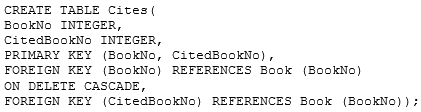 CREATE TABLE Cites(
BookNo INTEGER,
CitedBookNo INTEGER,
PRIMARY KEY (BookNo, CitedBookNo),
FOREIGN KEY (BookNo) REFERENCES Book (BookNo)
ON DELETE CASCADE,
FOREIGN KEY (CitedBookNo) REFERENCES Book (BookNo));